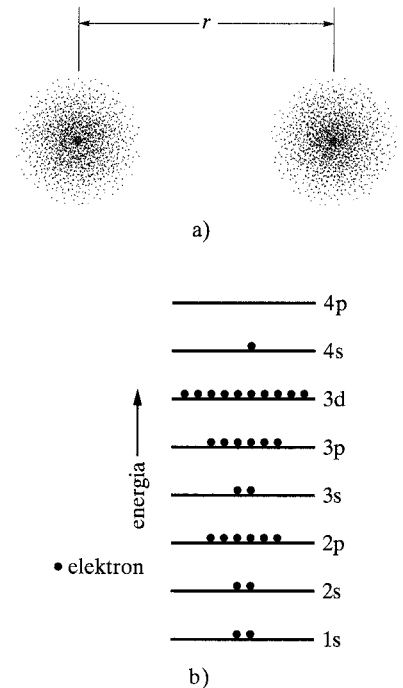 r
a)
4p
4s
3d
3p
3s
2p
2s
1s
energia
elektron
b)